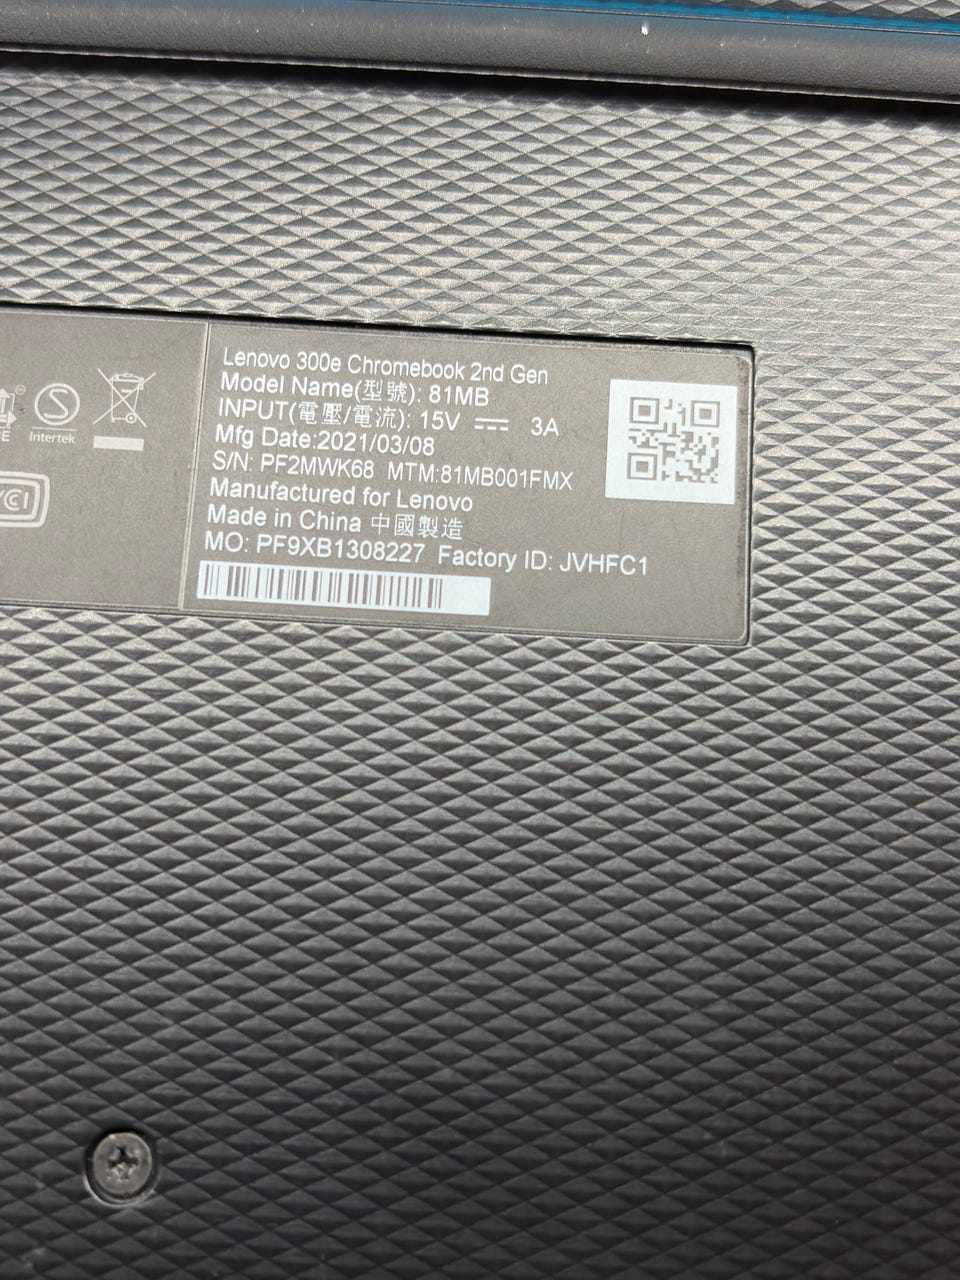 Lenovo 300e Chromebook 2nd Gen
Model Name(型號): 81MB
INPUT(電壓/電流): 15V ⎓ 3A
Mfg Date:2021/03/08
S/N: PF2MWK68 MTM:81MB001FMX
Manufactured for Lenovo
Made in China 中國製造
MO: PF9XB1308227 Factory ID: JVHFC1
S
Intertek